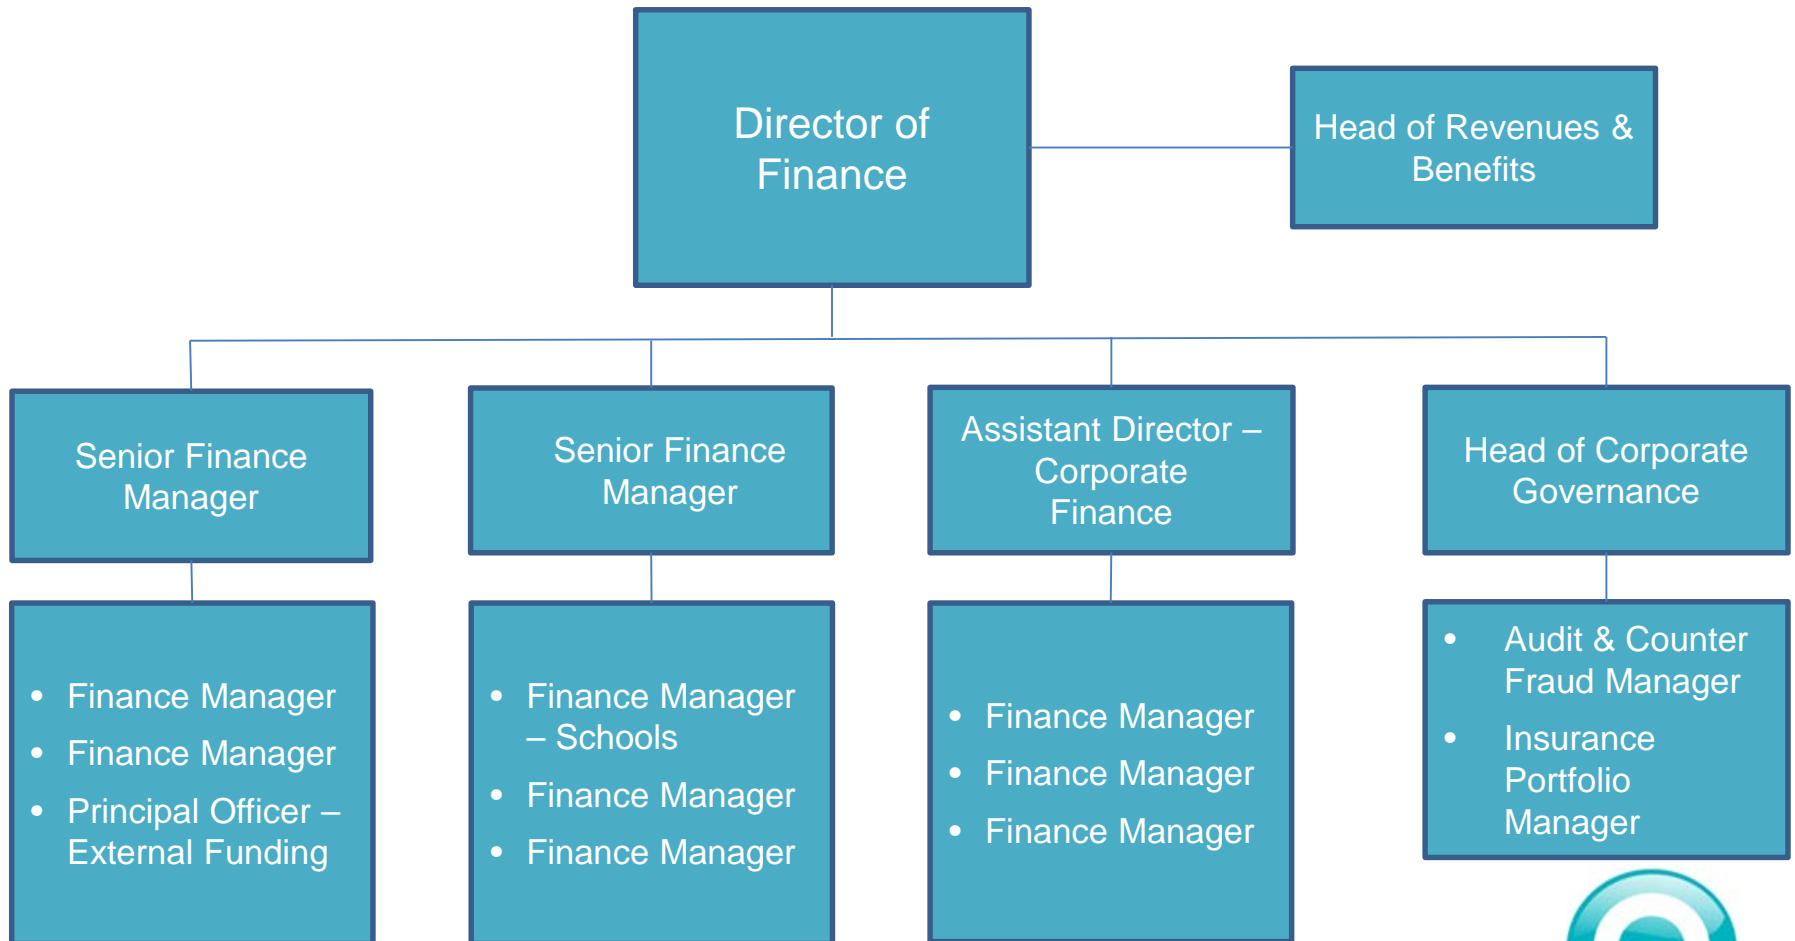 Director of
Finance
Head of Revenues &
Benefits
Senior Finance
Manager
Senior Finance
Manager
Assistant Director –
Corporate
Finance
Head of Corporate
Governance
• Finance Manager
• Finance Manager
• Principal Officer –
External Funding
• Finance Manager
– Schools
• Finance Manager
• Finance Manager
• Finance Manager
• Finance Manager
• Finance Manager
• Audit & Counter
Fraud Manager
• Insurance
Portfolio
Manager